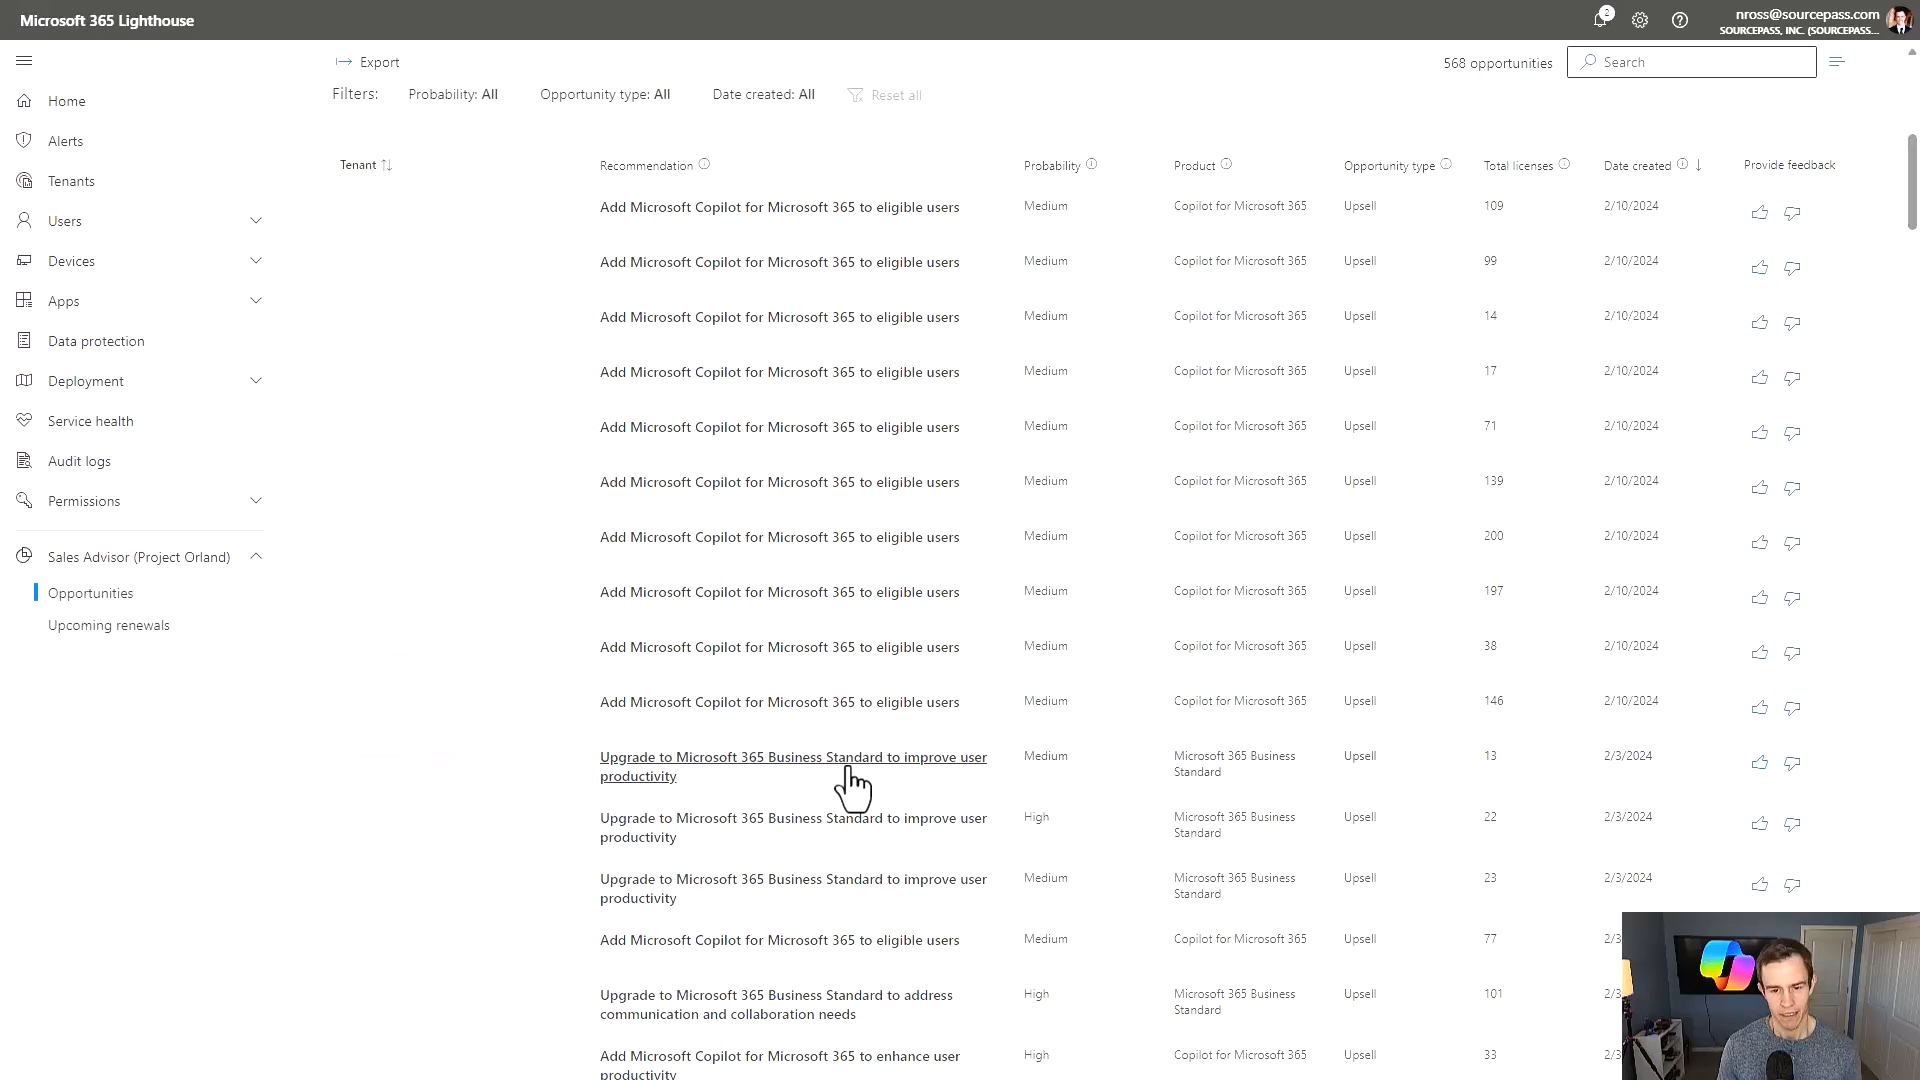 Microsoft 365 Lighthouse
2
nross@sourcepass.com
SOURCEPASS, INC. (SOURCEPASS...
Export
568 opportunities
Search
Filters:
Probability: All
Opportunity type: All
Date created: All
Reset all
Home
Alerts
Tenants
Users
Devices
Apps
Data protection
Deployment
Service health
Audit logs
Permissions
Sales Advisor (Project Orland)
Opportunities
Upcoming renewals
Tenant Recommendation Probability Product Opportunity type Total licenses Date created Provide feedback
Add Microsoft Copilot for Microsoft 365 to eligible users Medium Copilot for Microsoft 365 Upsell 109 2/10/2024
Add Microsoft Copilot for Microsoft 365 to eligible users Medium Copilot for Microsoft 365 Upsell 99 2/10/2024
Add Microsoft Copilot for Microsoft 365 to eligible users Medium Copilot for Microsoft 365 Upsell 14 2/10/2024
Add Microsoft Copilot for Microsoft 365 to eligible users Medium Copilot for Microsoft 365 Upsell 17 2/10/2024
Add Microsoft Copilot for Microsoft 365 to eligible users Medium Copilot for Microsoft 365 Upsell 71 2/10/2024
Add Microsoft Copilot for Microsoft 365 to eligible users Medium Copilot for Microsoft 365 Upsell 139 2/10/2024
Add Microsoft Copilot for Microsoft 365 to eligible users Medium Copilot for Microsoft 365 Upsell 200 2/10/2024
Add Microsoft Copilot for Microsoft 365 to eligible users Medium Copilot for Microsoft 365 Upsell 197 2/10/2024
Add Microsoft Copilot for Microsoft 365 to eligible users Medium Copilot for Microsoft 365 Upsell 38 2/10/2024
Add Microsoft Copilot for Microsoft 365 to eligible users Medium Copilot for Microsoft 365 Upsell 146 2/10/2024
Upgrade to Microsoft 365 Business Standard to improve user Medium Microsoft 365 Business Upsell 13 2/3/2024
productivity Standard
Upgrade to Microsoft 365 Business Standard to improve user High Microsoft 365 Business Upsell 22 2/3/2024
productivity Standard
Upgrade to Microsoft 365 Business Standard to improve user Medium Microsoft 365 Business Upsell 23 2/3/2024
productivity Standard
Add Microsoft Copilot for Microsoft 365 to eligible users Medium Copilot for Microsoft 365 Upsell 77 2/3
Upgrade to Microsoft 365 Business Standard to address High Microsoft 365 Business Upsell 101 2/3
communication and collaboration needs Standard
Add Microsoft Copilot for Microsoft 365 to enhance user High Copilot for Microsoft 365 Upsell 33 2/3
productivity